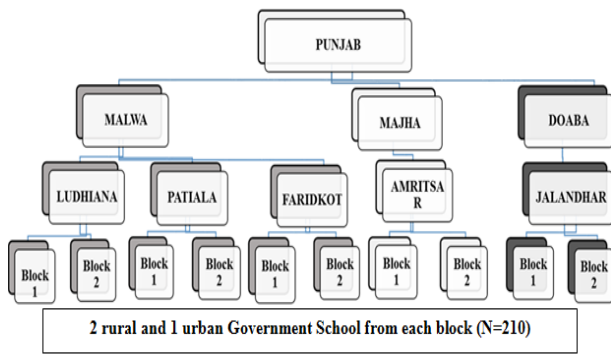 PUNJAB
MALWA
MAJHA
DOABA
LUDHIANA
PATIALA
FARIDKOT
AMRITSA
R
JALANDHAR
Block
1
Block
2
Block
1
Block
2
Block
1
Block
2
Block
1
Block
2
Block
1
Block
2
2 rural and 1 urban Government School from each block (N=210)